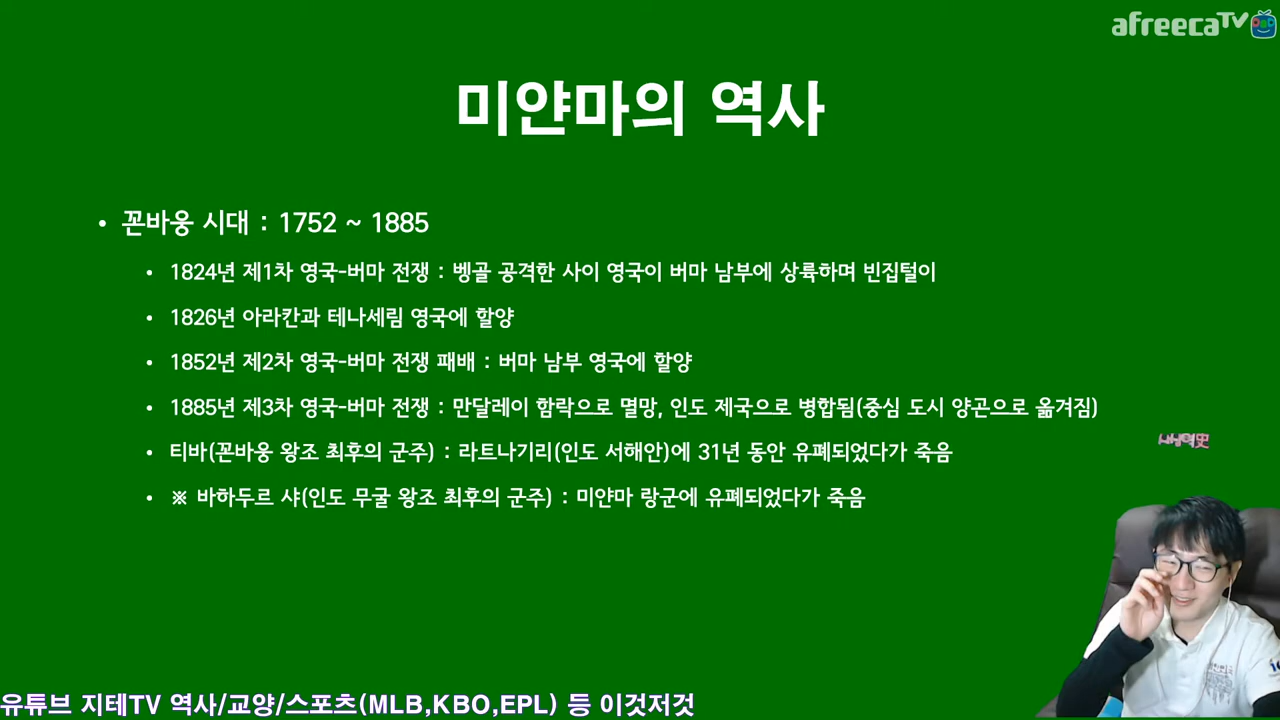 afreecaTV
미얀마의 역사
• 꼰바웅 시대 : 1752 ~ 1885
• 1824년 제1차 영국-버마 전쟁 : 벵골 공격한 사이 영국이 버마 남부에 상륙하며 빈집털이
• 1826년 아라칸과 테나세림 영국에 할양
• 1852년 제2차 영국-버마 전쟁 패배 : 버마 남부 영국에 할양
• 1885년 제3차 영국-버마 전쟁 : 만달레이 함락으로 멸망, 인도 제국으로 병합됨(중심 도시 양곤으로 옮겨짐)
• 티바(꼰바웅 왕조 최후의 군주) : 라트나기리(인도 서해안)에 31년 동안 유폐되었다가 죽음
• ※ 바하두르 샤(인도 무굴 왕조 최후의 군주) : 미얀마 랑군에 유폐되었다가 죽음
유튜브 지테TV 역사/교양/스포츠(MLB,KBO,EPL) 등 이것저것